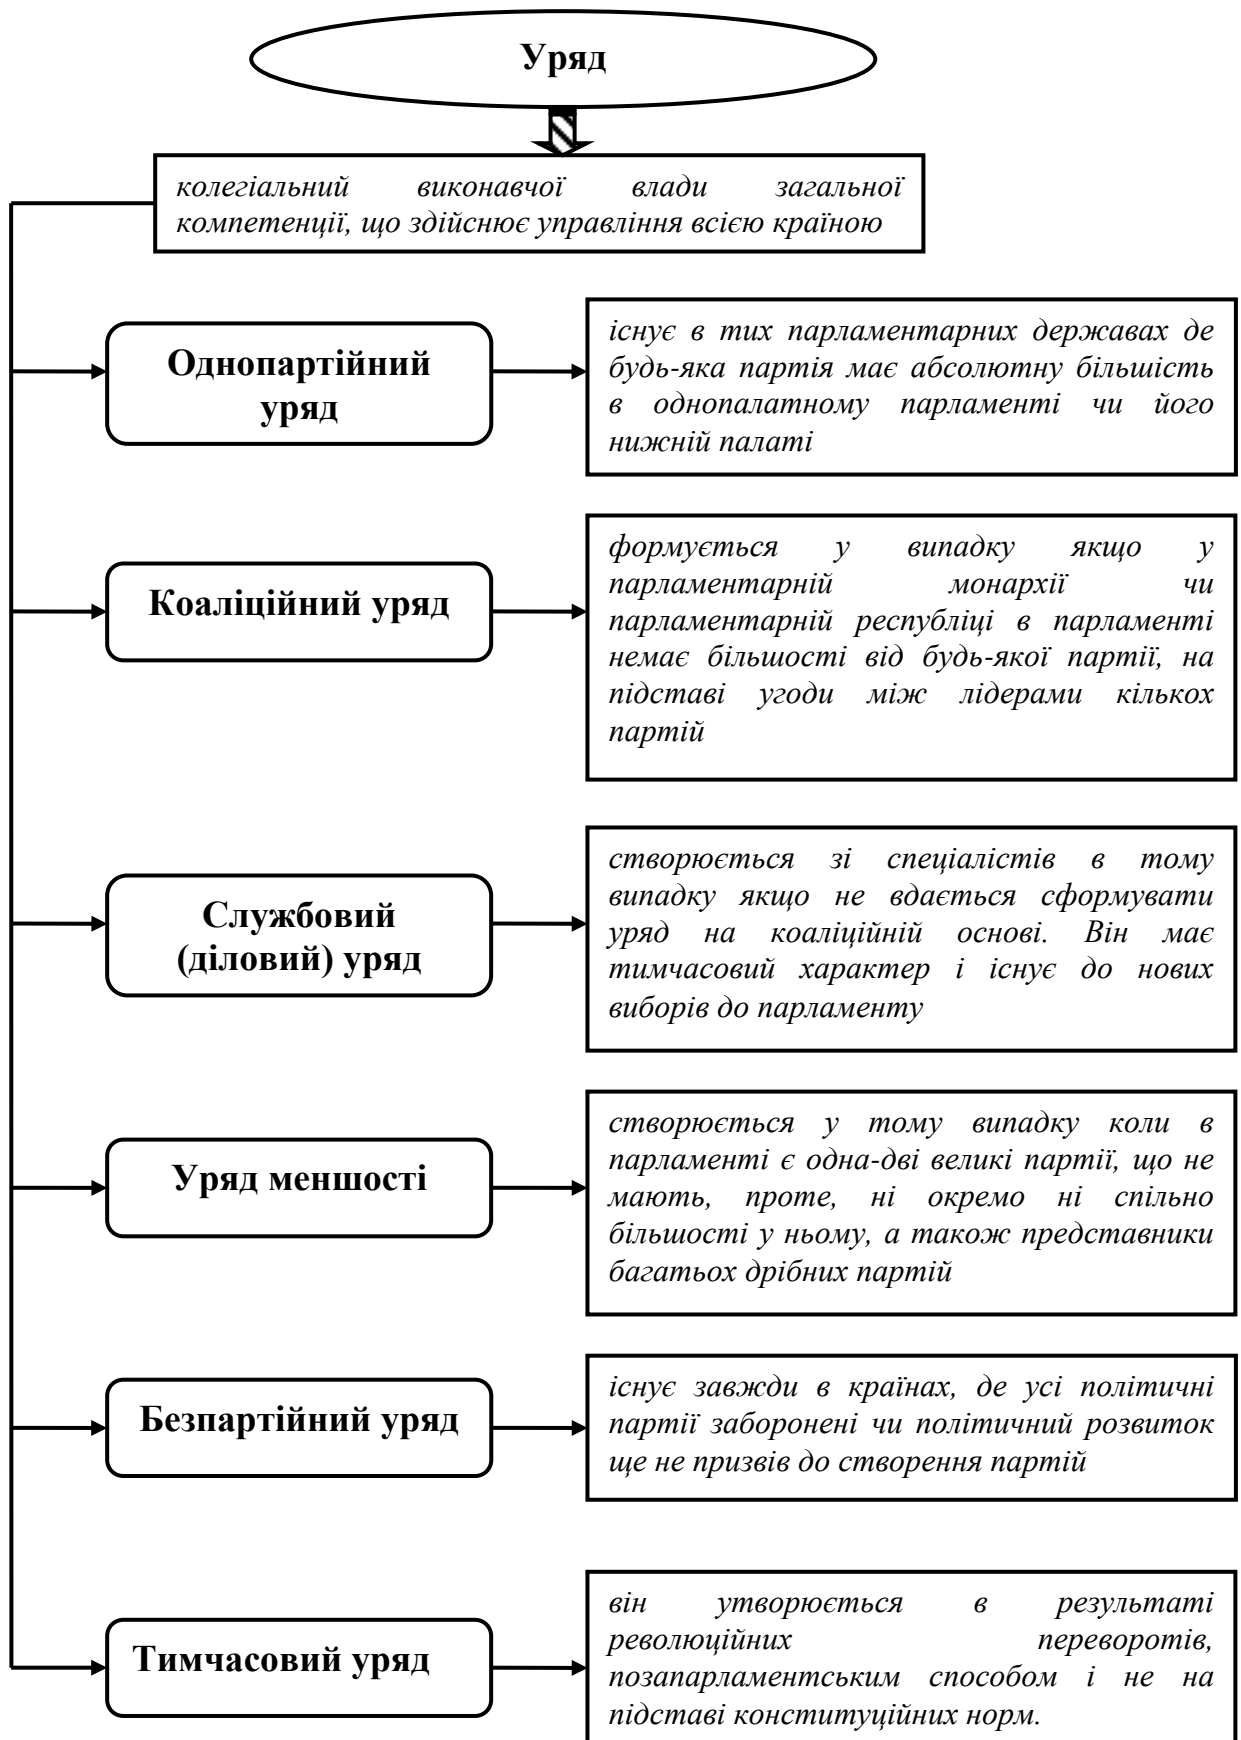 Уряд
колегіальний виконавчої влади загальної
компетенції, що здійснює управління всією країною
Однопартійний
уряд
існує в тих парламентарних державах де
будь-яка партія має абсолютну більшість
в однопалатному парламенті чи його
нижній палаті
Коаліційний уряд
формується у випадку якщо у
парламентарній монархії чи
парламентарній республіці в парламенті
немає більшості від будь-якої партії, на
підставі угоди між лідерами кількох
партій
Службовий
(діловий) уряд
створюється зі спеціалістів в тому
випадку якщо не вдається сформувати
уряд на коаліційній основі. Він має
тимчасовий характер і існує до нових
виборів до парламенту
Уряд меншості
створюється у тому випадку коли в
парламенті є одна-дві великі партії, що не
мають, проте, ні окремо ні спільно
більшості у ньому, а також представники
багатьох дрібних партій
Безпартійний уряд
існує завжди в країнах, де усі політичні
партії заборонені чи політичний розвиток
ще не призвів до створення партій
Тимчасовий уряд
він утворюється в результаті
революційних переворотів,
позапарламентським способом і не на
підставі конституційних норм.